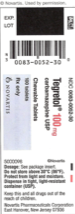 EXP.
LOT
0083-0052-30
NDC 0083-0052-30
Tegretol® 100 mg
carbamazepine USP
Chewable Tablets
100 tablets
Rx only
NOVARTIS
Dosage: See package insert.
Do not store above 30°C (86°F).
Protect from light and moisture.
Dispense in tight, light-resistant
container (USP).
Keep this and all drugs out of the
reach of children.
Novartis Pharmaceuticals Corporation
East Hanover, New Jersey 07936